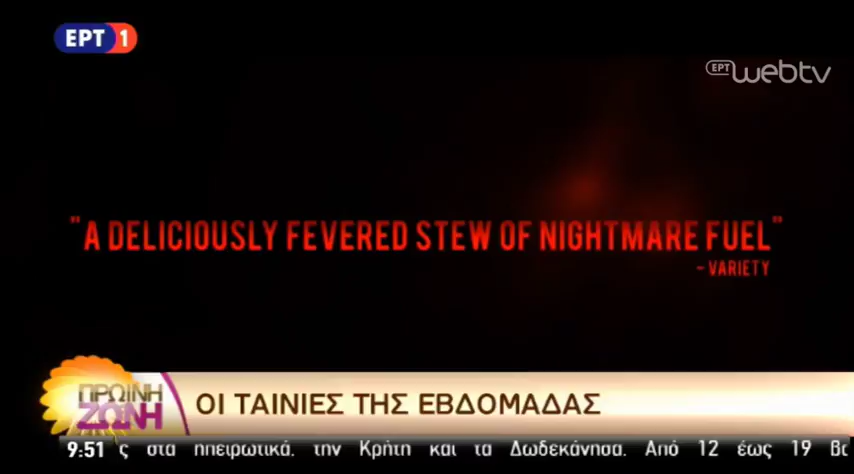 ΕΡΤ 1
ΕΡΤ webtv
"A DELICIOUSLY FEVERED STEW OF NIGHTMARE FUEL"
– VARIETY
ΠΡΩΙΝΗ
ΖΩΝΗ
ΟΙ ΤΑΙΝΙΕΣ ΤΗΣ ΕΒΔΟΜΑΔΑΣ
9:51 ς στα ηπειρωτικά, την Κρήτη και τα Δωδεκάνησα. Από 12 έως 19 βα